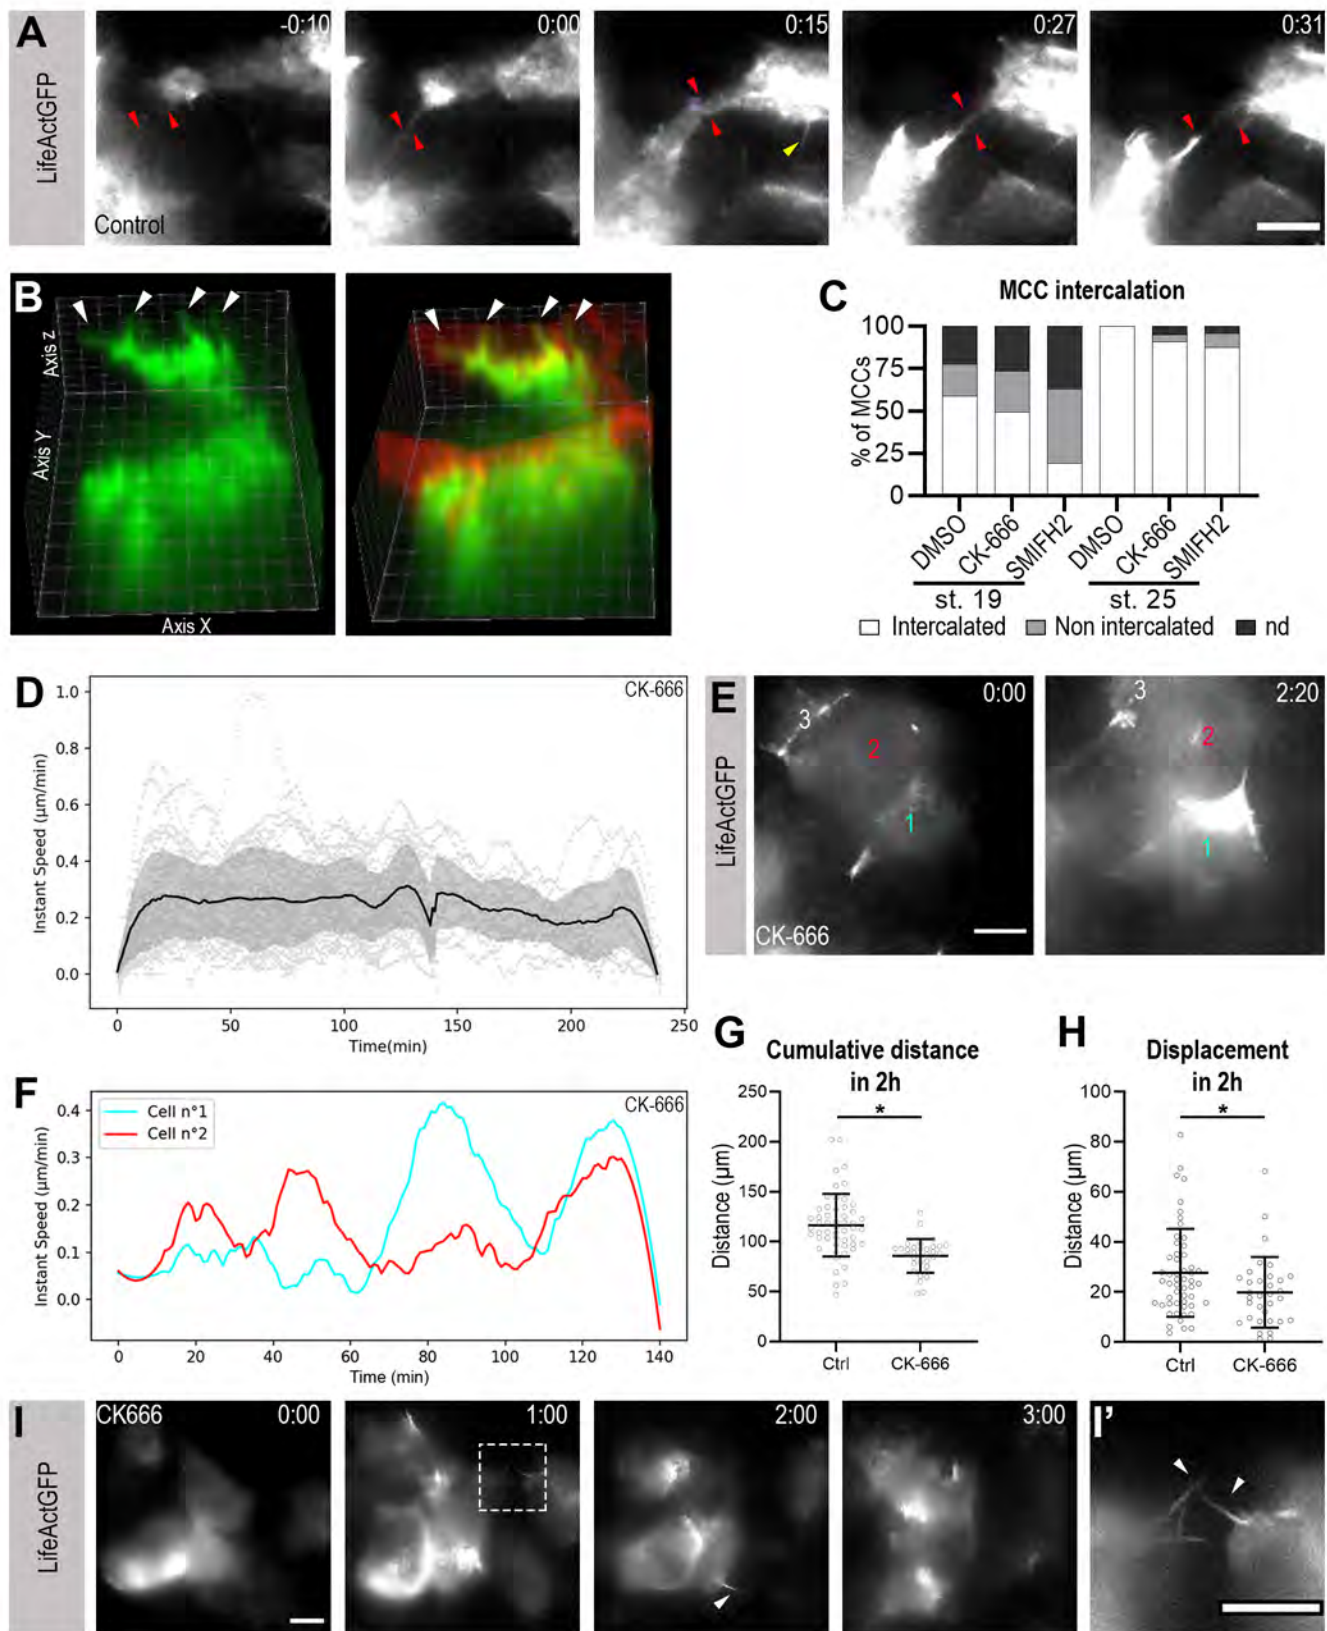 A
LifeActGFP
-0:10
0:00
0:15
0:27
0:31
Control
B
Axis z
Axis Y
Axis X
C
MCC intercalation
% of MCCs
100
75
50
25
0
DMSO
CK-666
SMIFH2
DMSO
CK-666
SMIFH2
st. 19
st. 25
Intercalated
Non intercalated
nd
D
CK-666
Instant Speed (µm/min)
1.0
0.8
0.6
0.4
0.2
0.0
0
50
100
150
200
250
Time(min)
E
LifeActGFP
3
2
1
0:00
CK-666
3
2
1
2:20
F
Cell n°1
Cell n°2
CK-666
Instant Speed (µm/min)
0.4
0.3
0.2
0.1
0.0
0
20
40
60
80
100
120
140
Time (min)
G
Cumulative distance
in 2h
Distance (µm)
250
200
150
100
50
0
*
Ctrl
CK-666
H
Displacement
in 2h
Distance (µm)
100
80
60
40
20
0
*
Ctrl
CK-666
I
LifeActGFP
CK666
0:00
1:00
2:00
3:00
I'